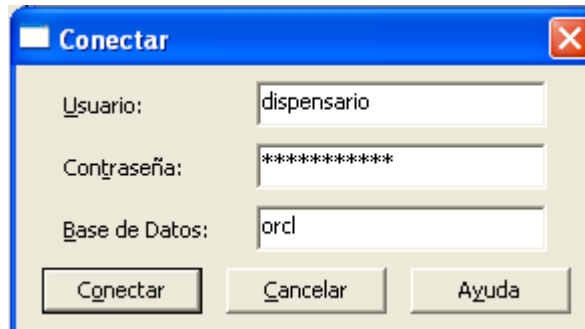 Conectar
Usuario: dispensario
Contraseña: ***********
Base de Datos: orcl
Conectar Cancelar Ayuda